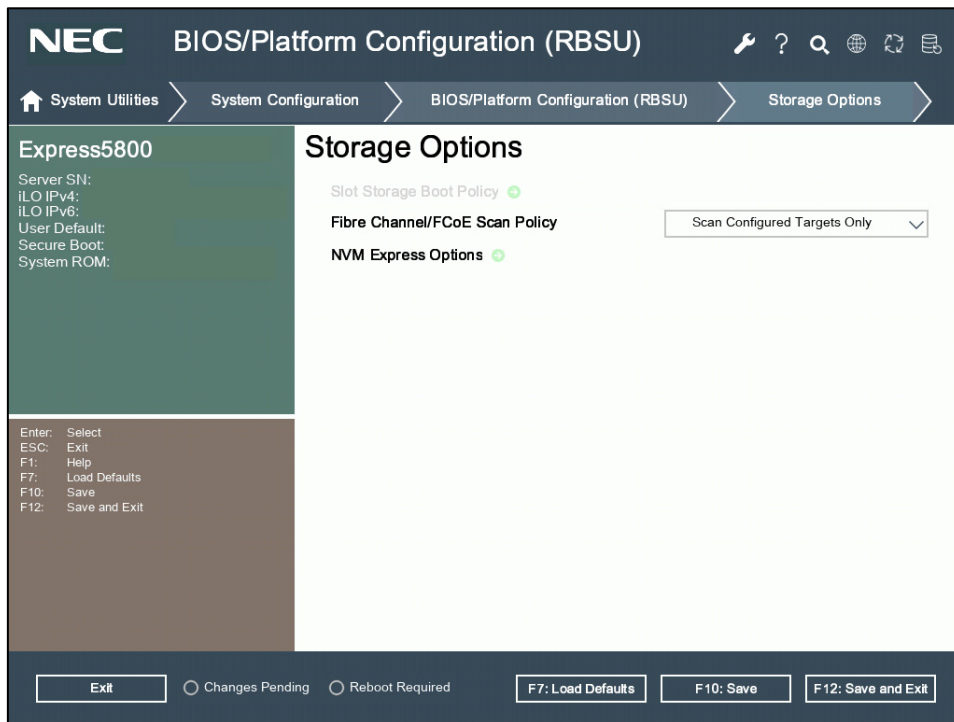 NEC BIOS/Platform Configuration (RBSU)
System Utilities System Configuration BIOS/Platform Configuration (RBSU) Storage Options
Express5800
Server SN:
iLO IPv4:
iLO IPv6:
User Default:
Secure Boot:
System ROM:
Storage Options
Slot Storage Boot Policy
Fibre Channel/FCoE Scan Policy Scan Configured Targets Only
NVM Express Options
Enter: Select
ESC: Exit
F1: Help
F7: Load Defaults
F10: Save
F12: Save and Exit
Exit Changes Pending Reboot Required F7: Load Defaults F10: Save F12: Save and Exit